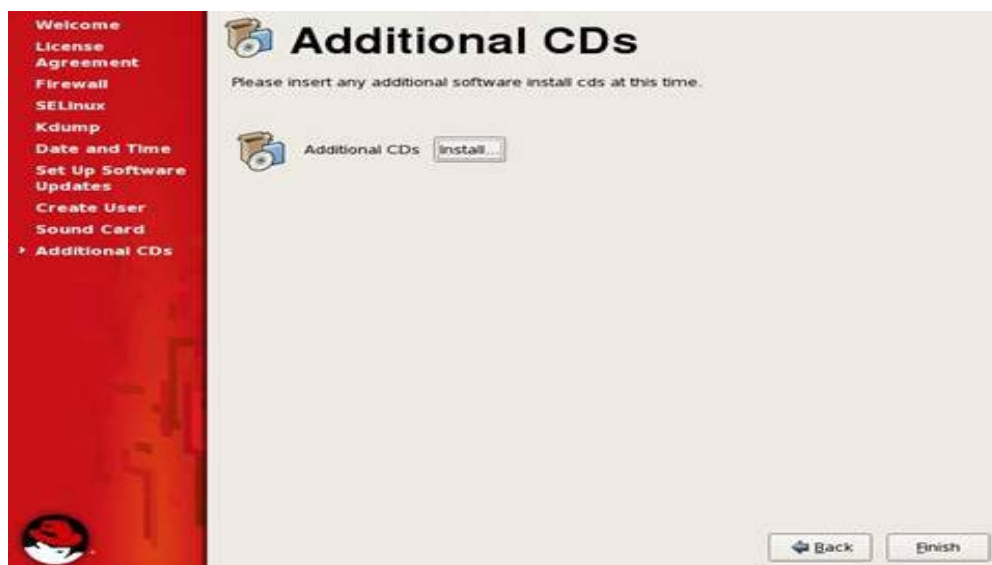 Welcome
License
Agreement
Firewall
SELinux
Kdump
Date and Time
Set Up Software
Updates
Create User
Sound Card
Additional CDs
Additional CDs
Please insert any additional software install cds at this time.
Additional CDs Install...
Back Finish